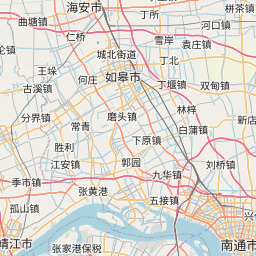 海安市
栟茶镇
曲塘镇
丁所
河口镇
仁桥
雪岸
袁庄镇
城北街道
丁北
王垛
如皋市
何庄
丁堰镇
双甸镇
古溪镇
林梓
分界镇
磨头镇
新店
常青
白蒲镇
胜利
下原镇
江安镇
郭园
刘桥镇
季市镇
九华镇
张黄港
孤山镇
五接镇
靖江市
南通市
张家港保税